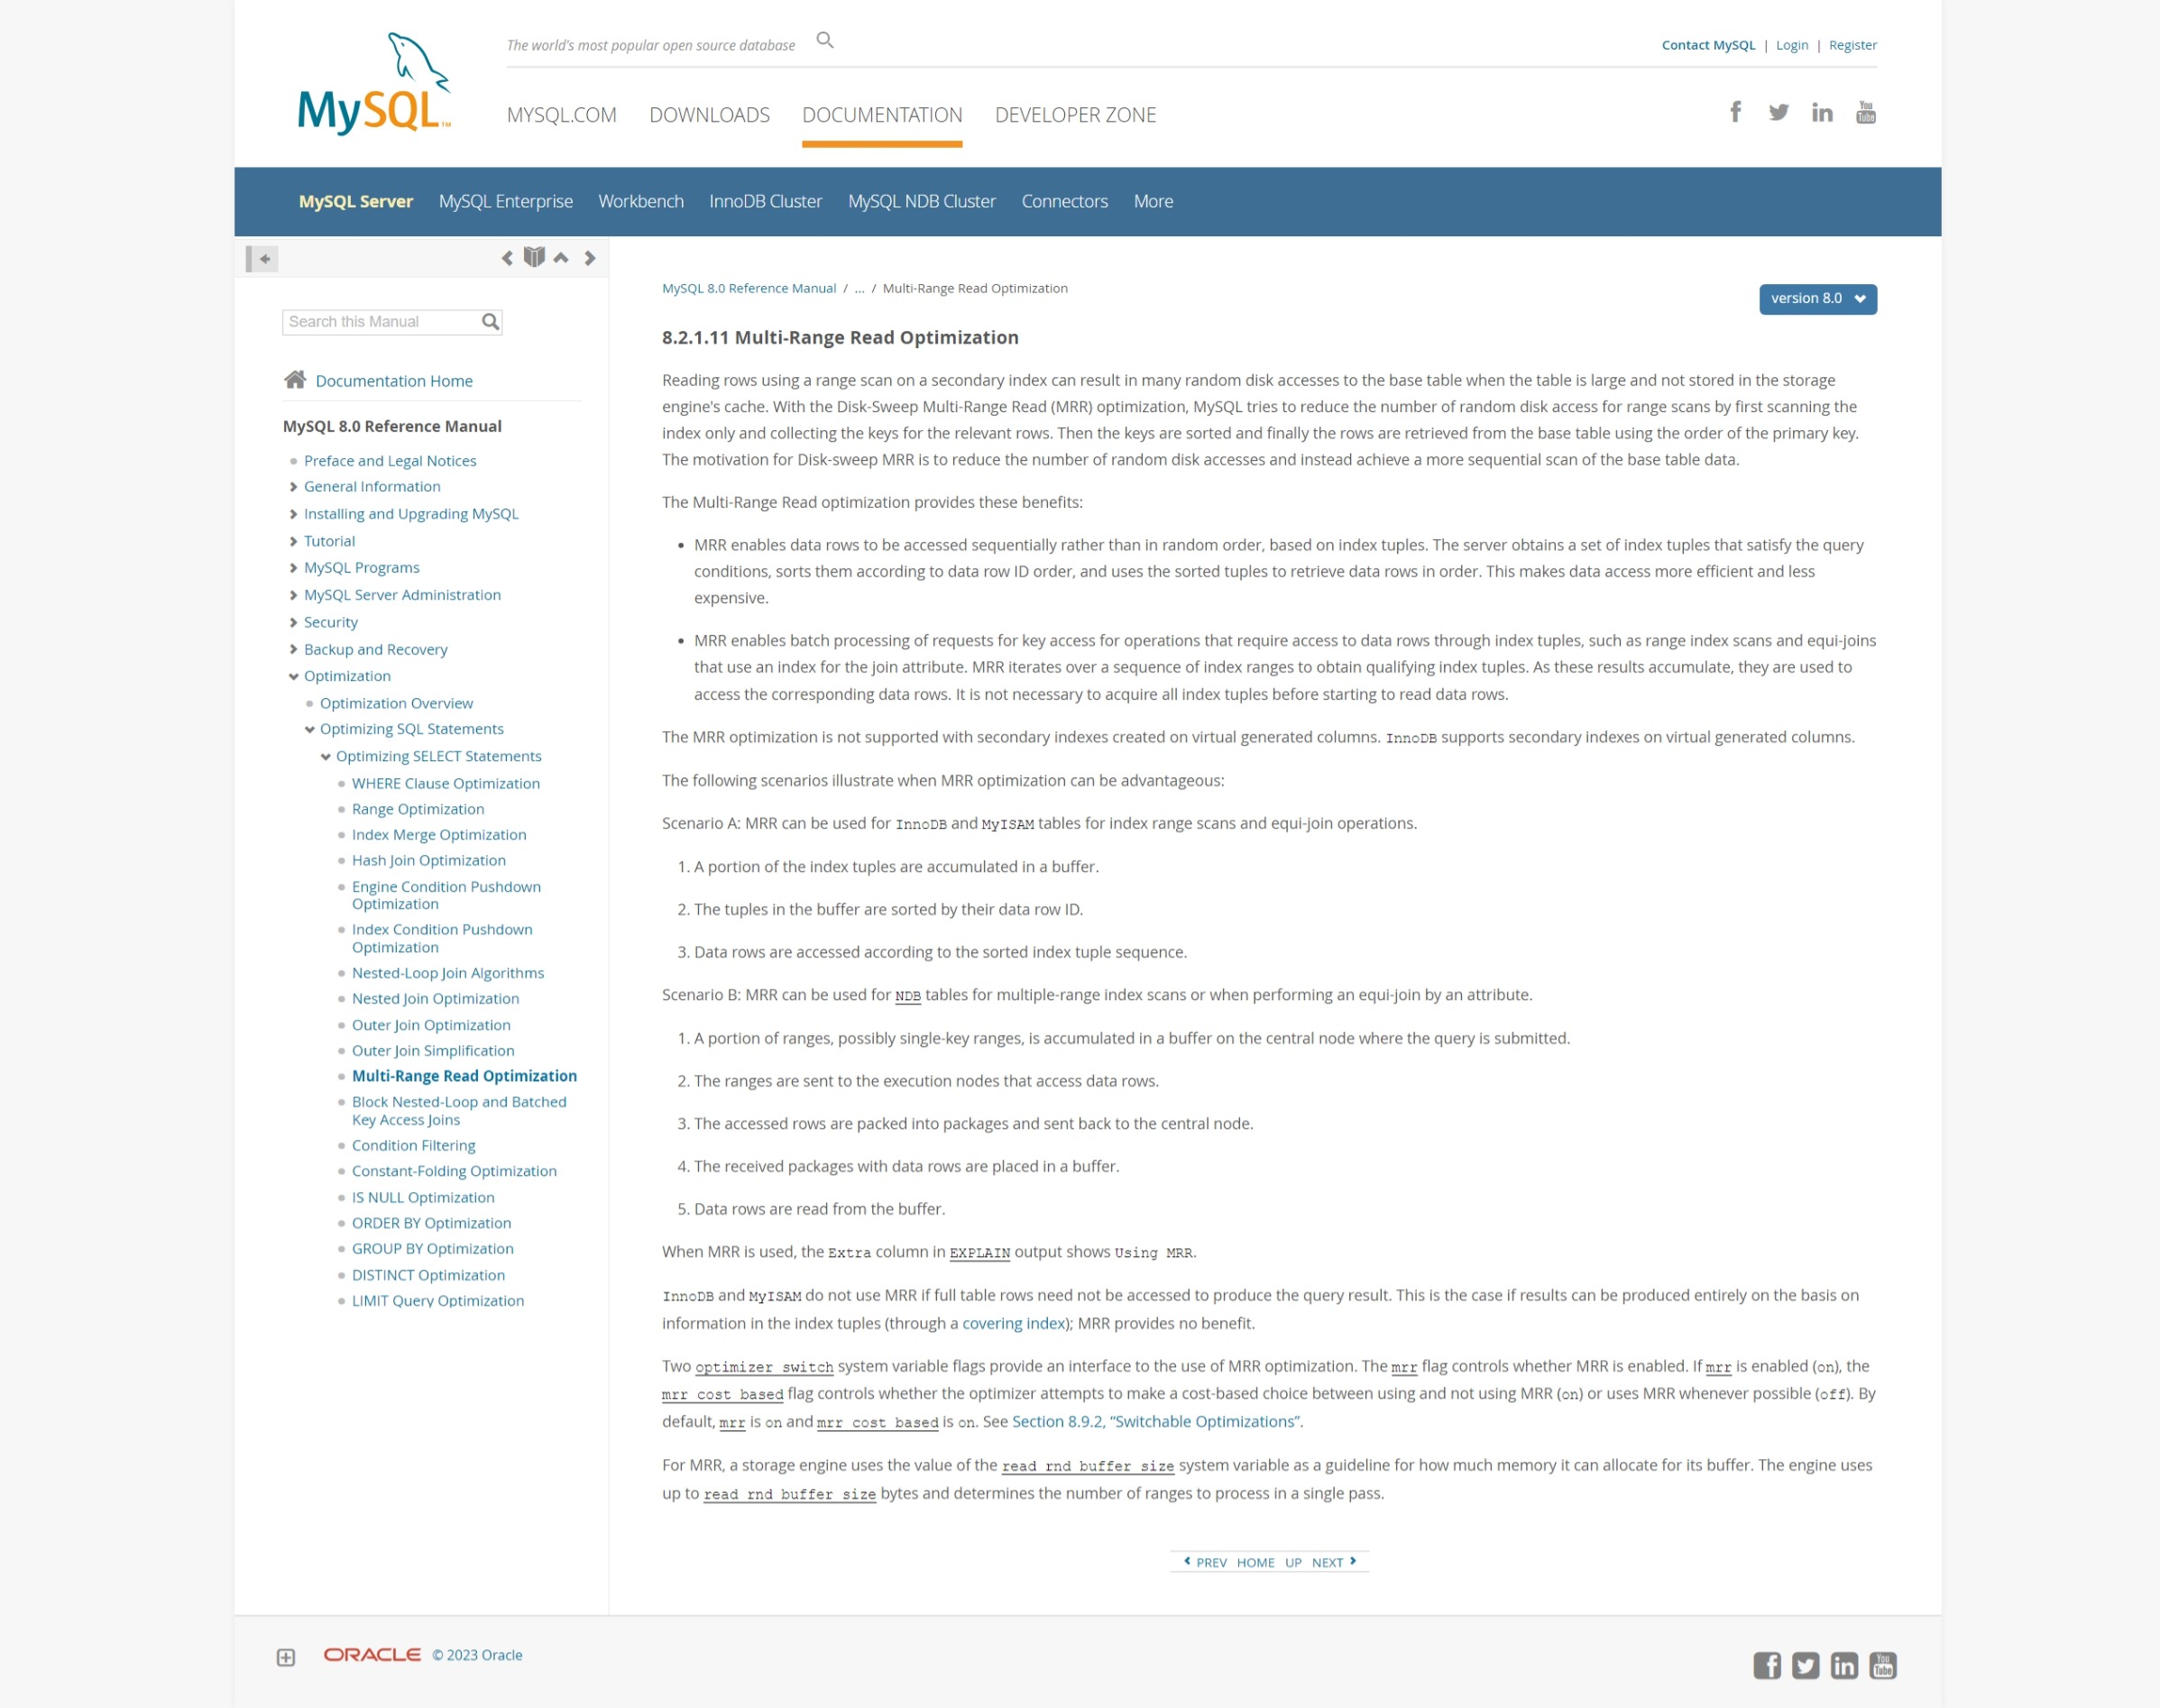 The world's most popular open source database
Contact MySQL | Login | Register
MySQL™
MYSQL.COM DOWNLOADS DOCUMENTATION DEVELOPER ZONE
You Tube
MySQL Server MySQL Enterprise Workbench InnoDB Cluster MySQL NDB Cluster Connectors More
Search this Manual
Documentation Home
MySQL 8.0 Reference Manual
Preface and Legal Notices
General Information
Installing and Upgrading MySQL
Tutorial
MySQL Programs
MySQL Server Administration
Security
Backup and Recovery
Optimization
Optimization Overview
Optimizing SQL Statements
Optimizing SELECT Statements
WHERE Clause Optimization
Range Optimization
Index Merge Optimization
Hash Join Optimization
Engine Condition Pushdown
Optimization
Index Condition Pushdown
Optimization
Nested-Loop Join Algorithms
Nested Join Optimization
Outer Join Optimization
Outer Join Simplification
Multi-Range Read Optimization
Block Nested-Loop and Batched
Key Access Joins
Condition Filtering
Constant-Folding Optimization
IS NULL Optimization
ORDER BY Optimization
GROUP BY Optimization
DISTINCT Optimization
LIMIT Query Optimization
MySQL 8.0 Reference Manual / ... / Multi-Range Read Optimization
version 8.0
8.2.1.11 Multi-Range Read Optimization
Reading rows using a range scan on a secondary index can result in many random disk accesses to the base table when the table is large and not stored in the storage
engine's cache. With the Disk-Sweep Multi-Range Read (MRR) optimization, MySQL tries to reduce the number of random disk access for range scans by first scanning the
index only and collecting the keys for the relevant rows. Then the keys are sorted and finally the rows are retrieved from the base table using the order of the primary key.
The motivation for Disk-sweep MRR is to reduce the number of random disk accesses and instead achieve a more sequential scan of the base table data.
The Multi-Range Read optimization provides these benefits:
• MRR enables data rows to be accessed sequentially rather than in random order, based on index tuples. The server obtains a set of index tuples that satisfy the query
conditions, sorts them according to data row ID order, and uses the sorted tuples to retrieve data rows in order. This makes data access more efficient and less
expensive.
• MRR enables batch processing of requests for key access for operations that require access to data rows through index tuples, such as range index scans and equi-joins
that use an index for the join attribute. MRR iterates over a sequence of index ranges to obtain qualifying index tuples. As these results accumulate, they are used to
access the corresponding data rows. It is not necessary to acquire all index tuples before starting to read data rows.
The MRR optimization is not supported with secondary indexes created on virtual generated columns. InnoDB supports secondary indexes on virtual generated columns.
The following scenarios illustrate when MRR optimization can be advantageous:
Scenario A: MRR can be used for InnoDB and MyISAM tables for index range scans and equi-join operations.
1. A portion of the index tuples are accumulated in a buffer.
2. The tuples in the buffer are sorted by their data row ID.
3. Data rows are accessed according to the sorted index tuple sequence.
Scenario B: MRR can be used for NDB tables for multiple-range index scans or when performing an equi-join by an attribute.
1. A portion of ranges, possibly single-key ranges, is accumulated in a buffer on the central node where the query is submitted.
2. The ranges are sent to the execution nodes that access data rows.
3. The accessed rows are packed into packages and sent back to the central node.
4. The received packages with data rows are placed in a buffer.
5. Data rows are read from the buffer.
When MRR is used, the Extra column in EXPLAIN output shows Using MRR.
InnoDB and MyISAM do not use MRR if full table rows need not be accessed to produce the query result. This is the case if results can be produced entirely on the basis on
information in the index tuples (through a covering index); MRR provides no benefit.
Two optimizer_switch system variable flags provide an interface to the use of MRR optimization. The mrr flag controls whether MRR is enabled. If mrr is enabled (on), the
mrr_cost_based flag controls whether the optimizer attempts to make a cost-based choice between using and not using MRR (on) or uses MRR whenever possible (off). By
default, mrr is on and mrr_cost_based is on. See Section 8.9.2, “Switchable Optimizations”.
For MRR, a storage engine uses the value of the read_rnd_buffer_size system variable as a guideline for how much memory it can allocate for its buffer. The engine uses
up to read_rnd_buffer_size bytes and determines the number of ranges to process in a single pass.
PREV HOME UP NEXT
ORACLE © 2023 Oracle
You Tube